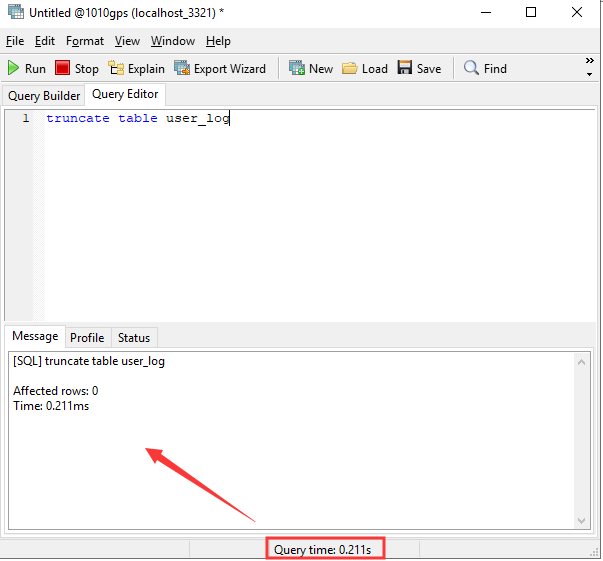 Untitled @1010gps (localhost_3321) *
File Edit Format View Window Help
Run Stop Explain Export Wizard New Load Save Find
Query Builder Query Editor
1 truncate table user_log
Message Profile Status
[SQL] truncate table user_log
Affected rows: 0
Time: 0.211ms
Query time: 0.211s